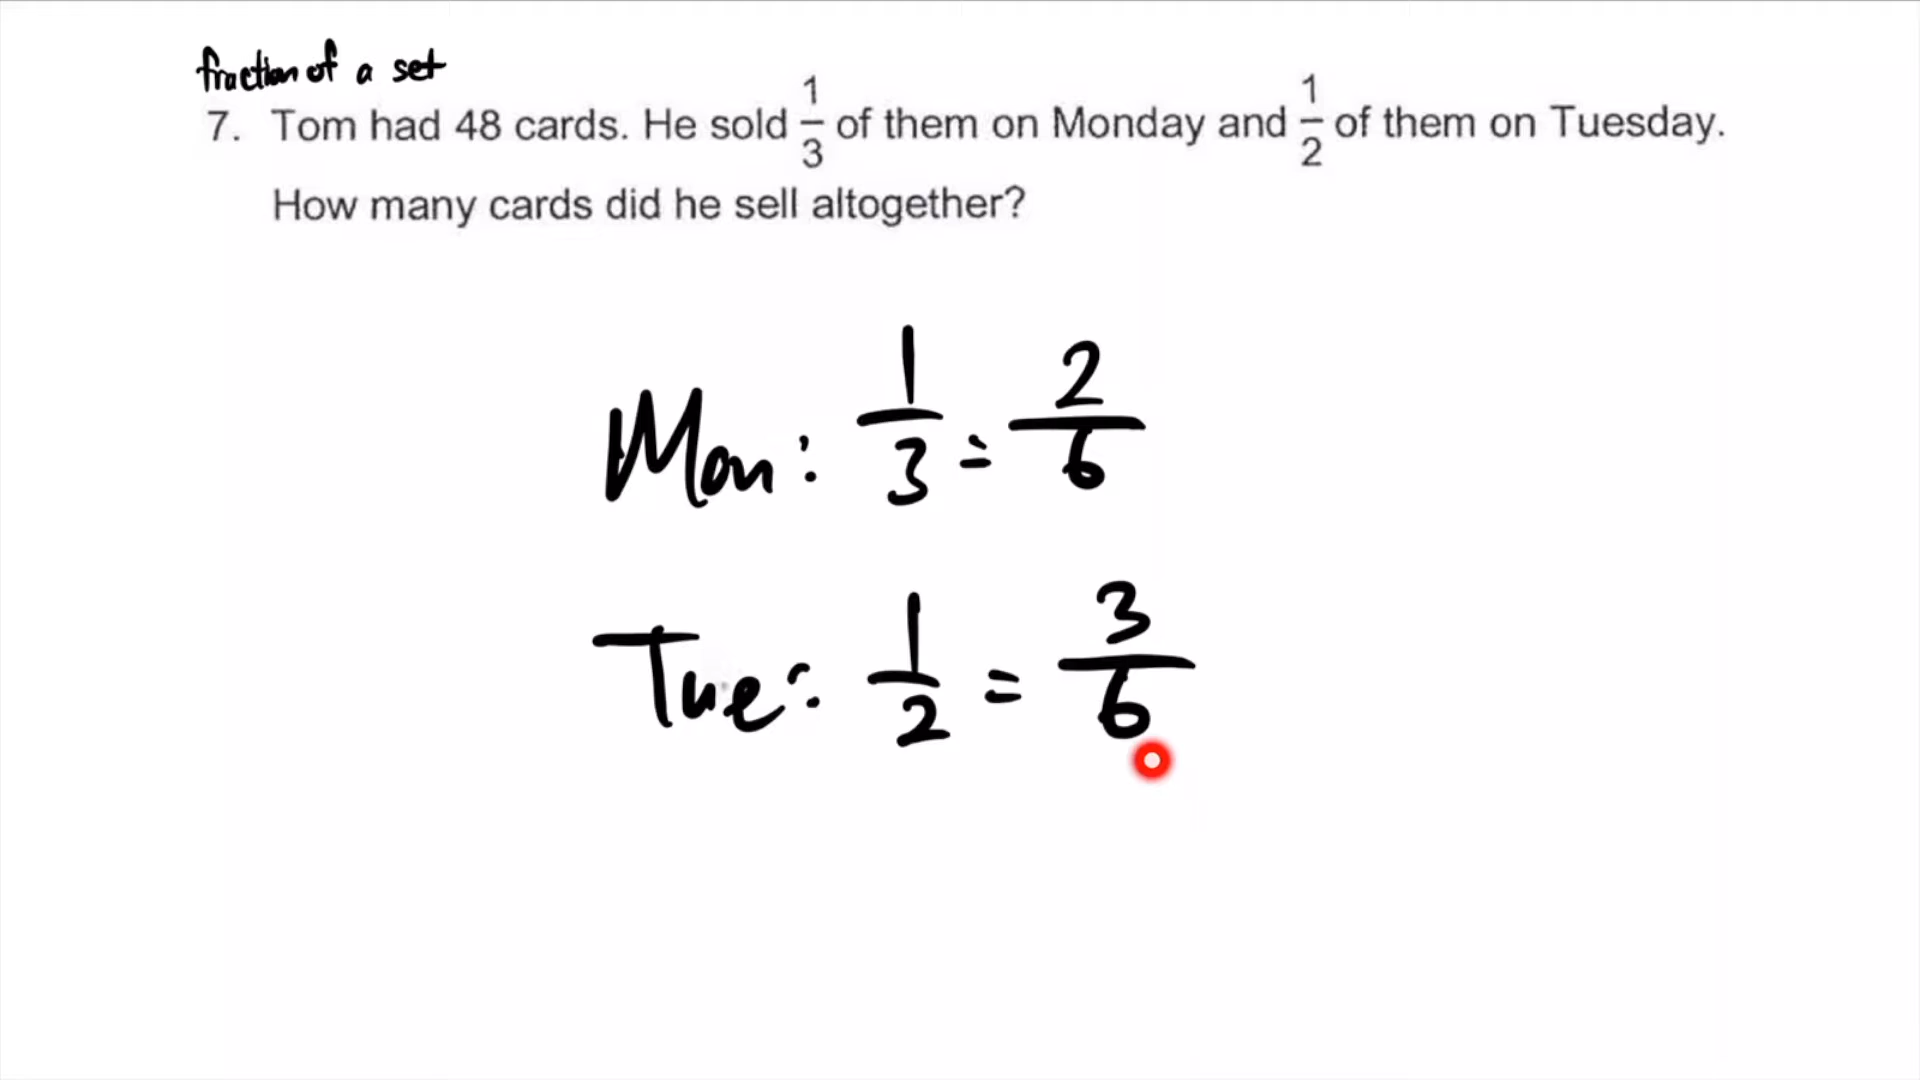 fraction of a set
7. Tom had 48 cards. He sold 1/3 of them on Monday and 1/2 of them on Tuesday.
How many cards did he sell altogether?
Mon: 1/3 = 2/6
Tue: 1/2 = 3/6